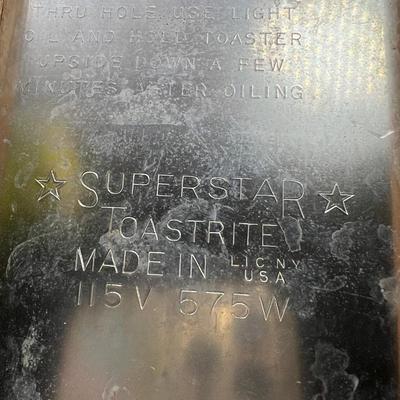 THRU HOLE. USE LIGHT
OIL AND HOLD TOASTER
UPSIDE DOWN A FEW
MINUTES AFTER OILING
☆ SUPERSTAR ☆
TOASTRITE
MADE IN L.I.C. N.Y.
U.S.A
115V. 575W